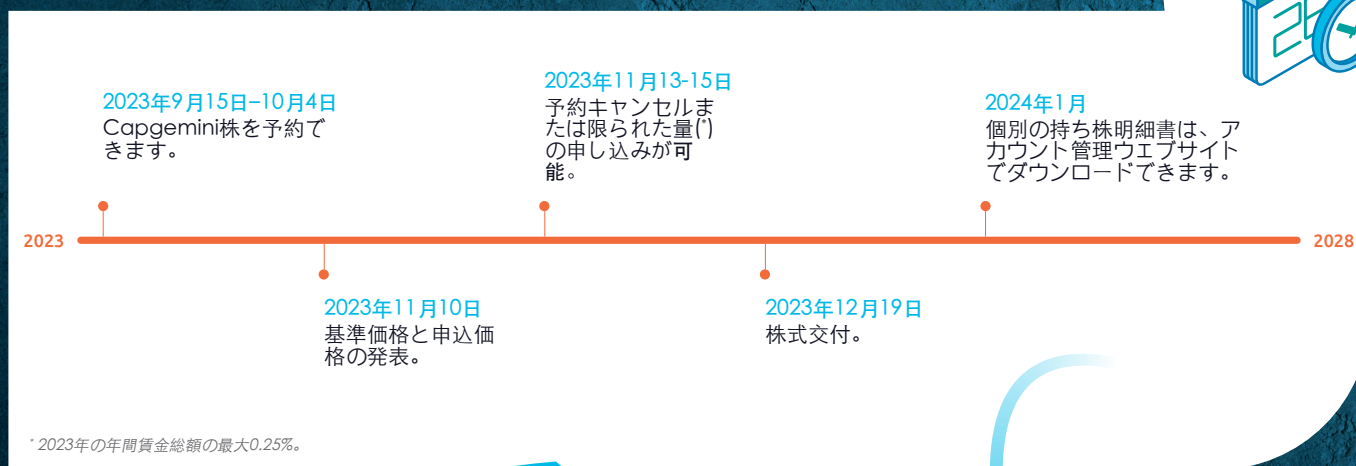 2023年9月15日–10月4日
Capgemini株を予約で
きます。
2023年11月13-15日
予約キャンセルま
たは限られた量(*)
の申し込みが可
能。
2024年1月
個別の持ち株明細書は、ア
カウント管理ウェブサイト
でダウンロードできます。
2023
2028
2023年11月10日
基準価格と申込価
格の発表。
2023年12月19日
株式交付。
* 2023年の年間賃金総額の最大0.25%。